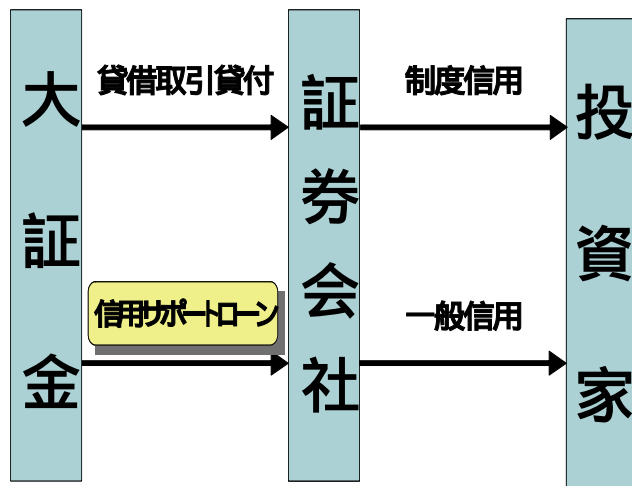 大証金
貸借取引貸付
信用サポートローン
証券会社
制度信用
一般信用
投資家